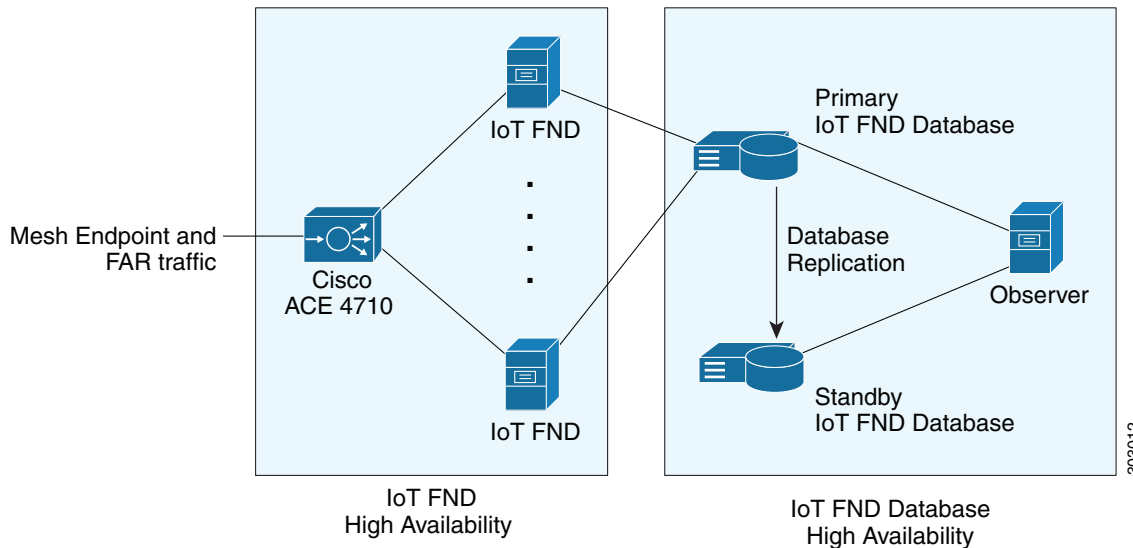 IoT FND
Primary
IoT FND Database
Mesh Endpoint and
FAR traffic
Cisco
ACE 4710
Database
Replication
Observer
IoT FND
Standby
IoT FND Database
IoT FND
High Availability
IoT FND Database
High Availability